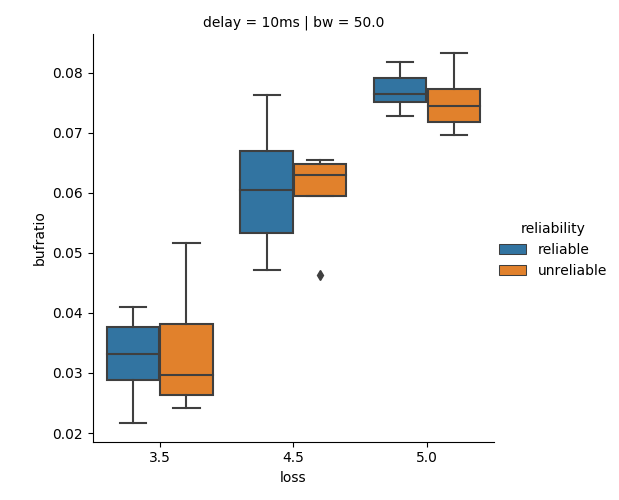 delay = 10ms | bw = 50.0
bufratio
0.08
0.07
0.06
0.05
0.04
0.03
0.02
3.5
4.5
5.0
loss
reliability
reliable
unreliable